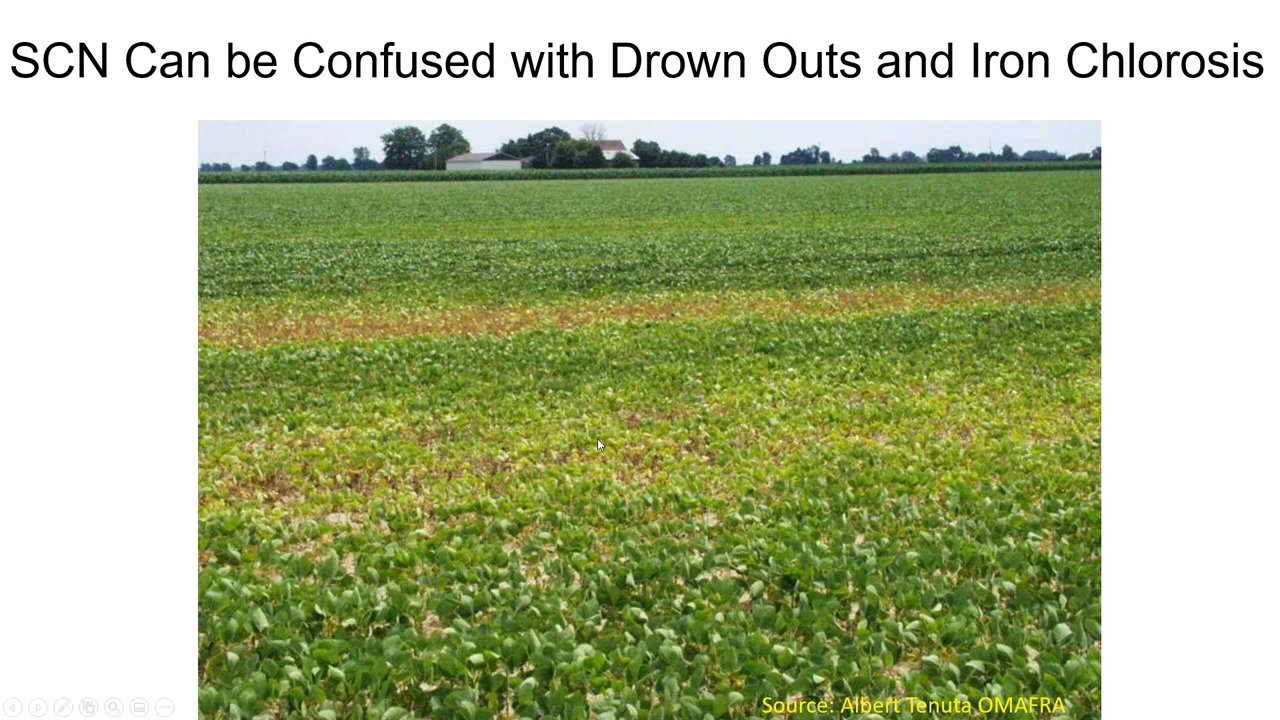 SCN Can be Confused with Drown Outs and Iron Chlorosis
Source: Albert Tenuta OMAFRA